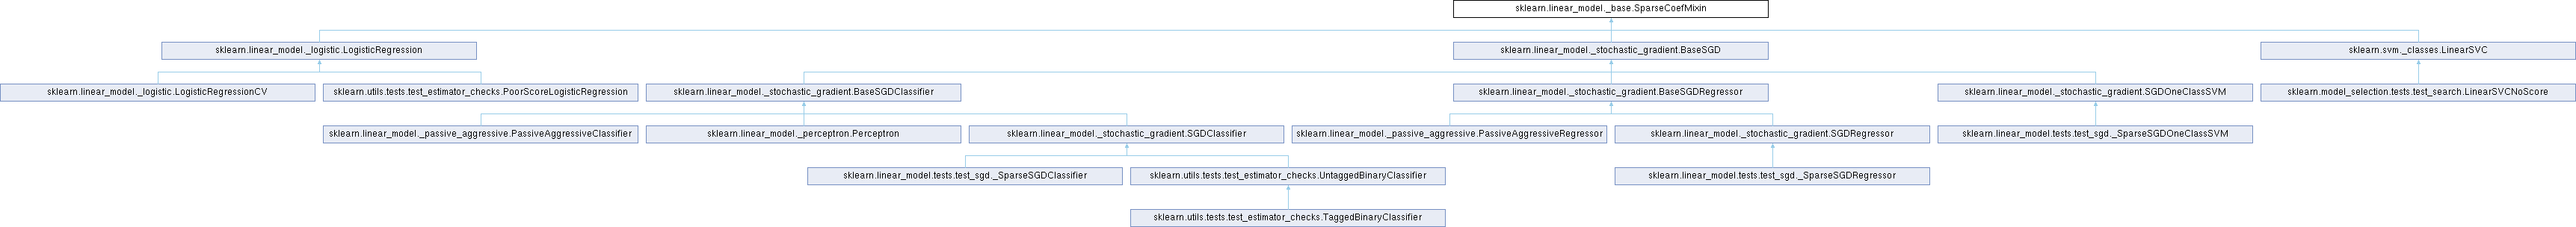 sklearn.linear_model._base.SparseCoefMixin
sklearn.linear_model._logistic.LogisticRegression
sklearn.linear_model._stochastic_gradient.BaseSGD
sklearn.svm._classes.LinearSVC
sklearn.linear_model._logistic.LogisticRegressionCV
sklearn.utils.tests.test_estimator_checks.PoorScoreLogisticRegression
sklearn.linear_model._stochastic_gradient.BaseSGDClassifier
sklearn.linear_model._stochastic_gradient.BaseSGDRegressor
sklearn.linear_model._stochastic_gradient.SGDOneClassSVM
sklearn.model_selection.tests.test_search.LinearSVCNoScore
sklearn.linear_model._passive_aggressive.PassiveAggressiveClassifier
sklearn.linear_model._perceptron.Perceptron
sklearn.linear_model._stochastic_gradient.SGDClassifier
sklearn.linear_model._passive_aggressive.PassiveAggressiveRegressor
sklearn.linear_model._stochastic_gradient.SGDRegressor
sklearn.linear_model.tests.test_sgd._SparseSGDOneClassSVM
sklearn.linear_model.tests.test_sgd._SparseSGDClassifier
sklearn.utils.tests.test_estimator_checks.UntaggedBinaryClassifier
sklearn.linear_model.tests.test_sgd._SparseSGDRegressor
sklearn.utils.tests.test_estimator_checks.TaggedBinaryClassifier